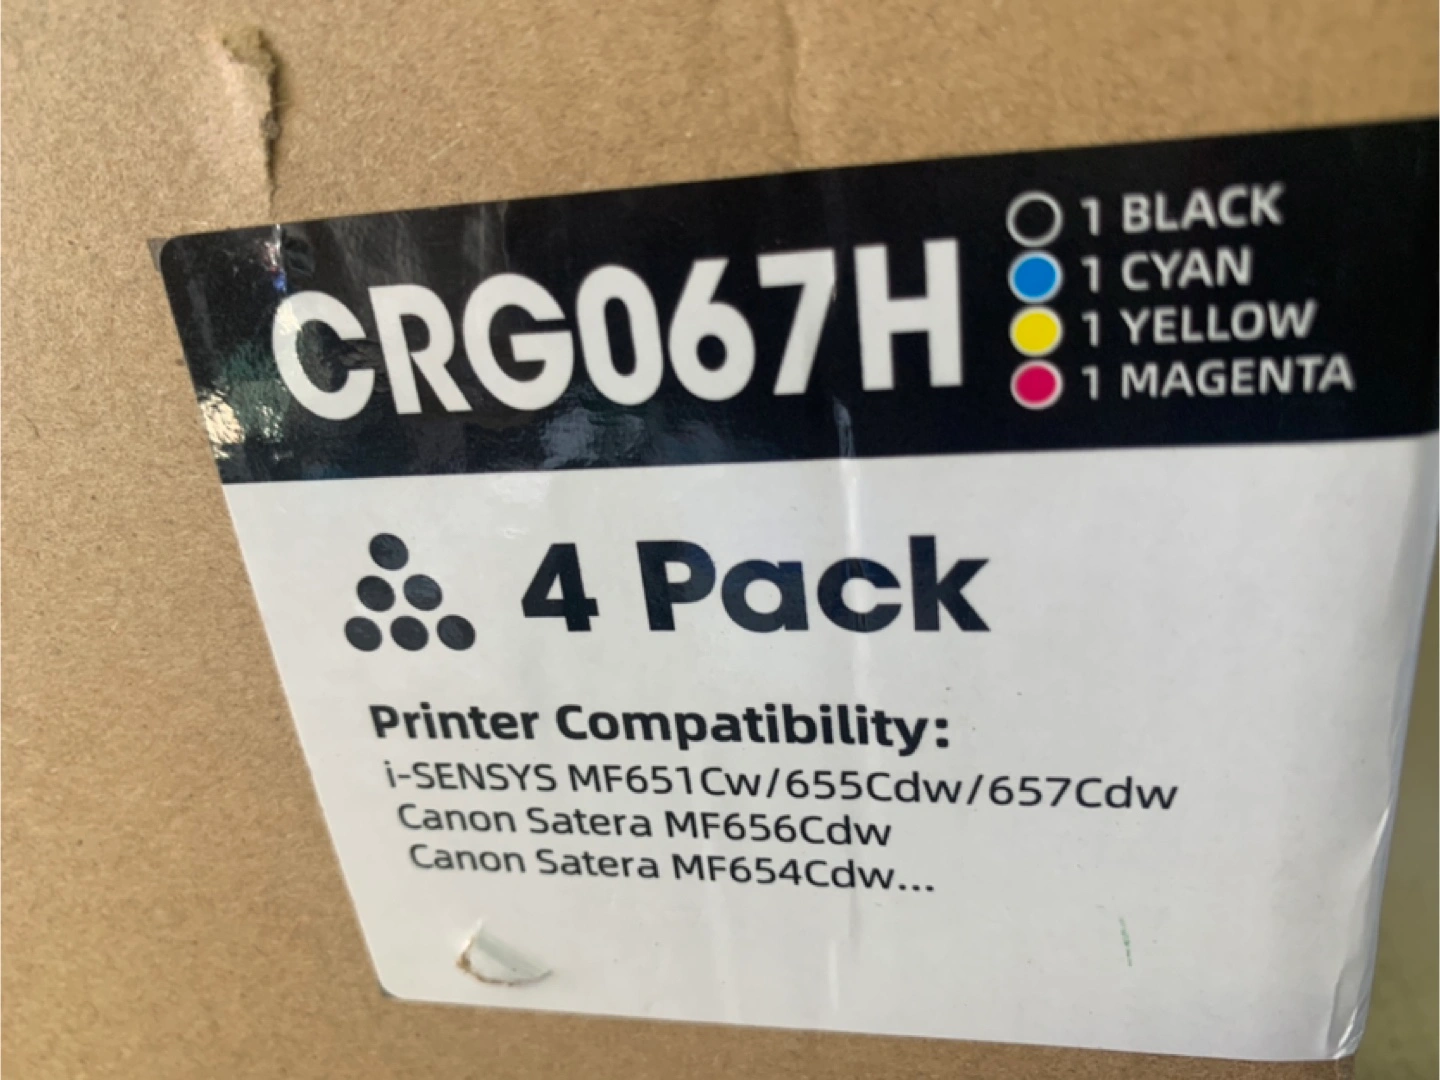 CRG067H
1 BLACK
1 CYAN
1 YELLOW
1 MAGENTA
4 Pack
Printer Compatibility:
i-SENSYS MF651Cw/655Cdw/657Cdw
Canon Satera MF656Cdw
Canon Satera MF654Cdw...